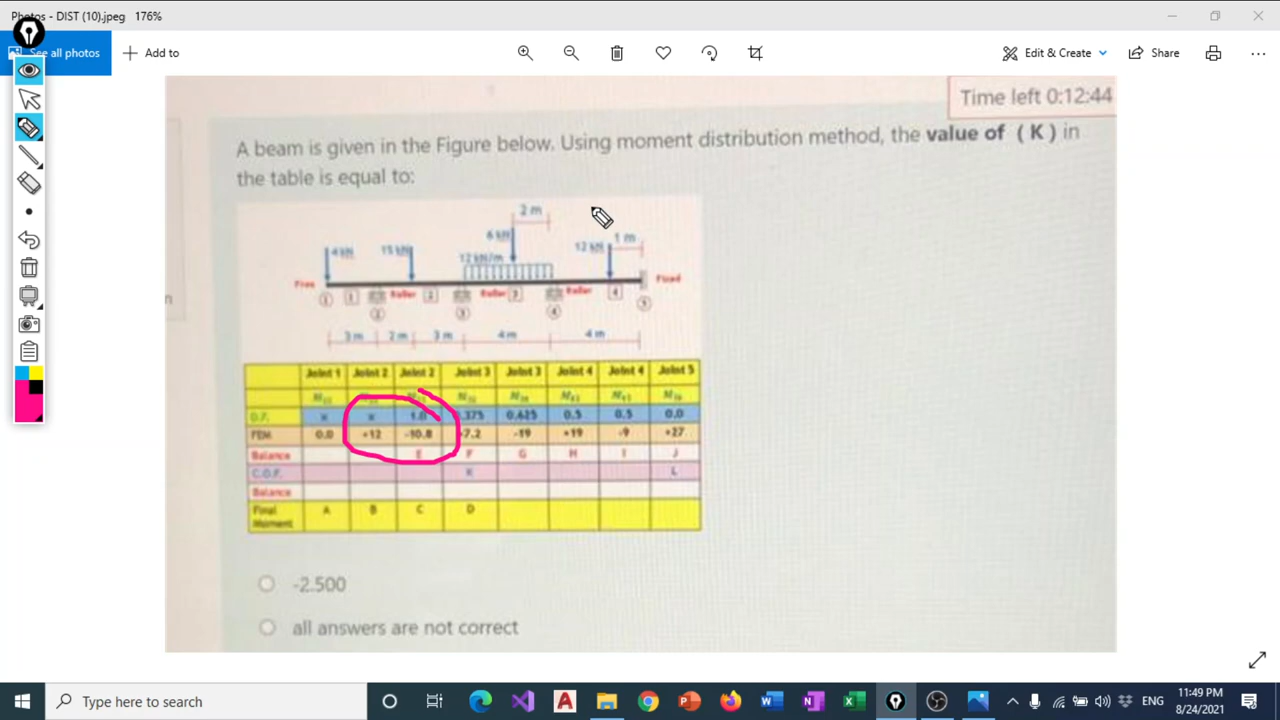 Photos - DIST (10).jpeg 176%
See all photos
Add to
Edit & Create
Share
Time left 0:12:44
A beam is given in the Figure below. Using moment distribution method, the value of ( K ) in
the table is equal to:
2 m
6 kN
1 m
4 kN
15 kN
12 kN
12 kN/m
Free
Roller
Roller
Roller
Fixed
1 1 2 2 3 3 4 4 5
3 m 2 m 3 m 4 m 4 m
Joint 1 Joint 2 Joint 2 Joint 3 Joint 3 Joint 4 Joint 4 Joint 5
D.F. x x 1.0 .375 0.625 0.5 0.5 0.0
FEM 0.0 +12 -10.8 +7.2 -19 +19 -9 +27
Balance E F G H I J
C.O.F. K L
Balance
Final A B C D
Moment
-2.500
all answers are not correct
Type here to search
ENG
11:49 PM
8/24/2021